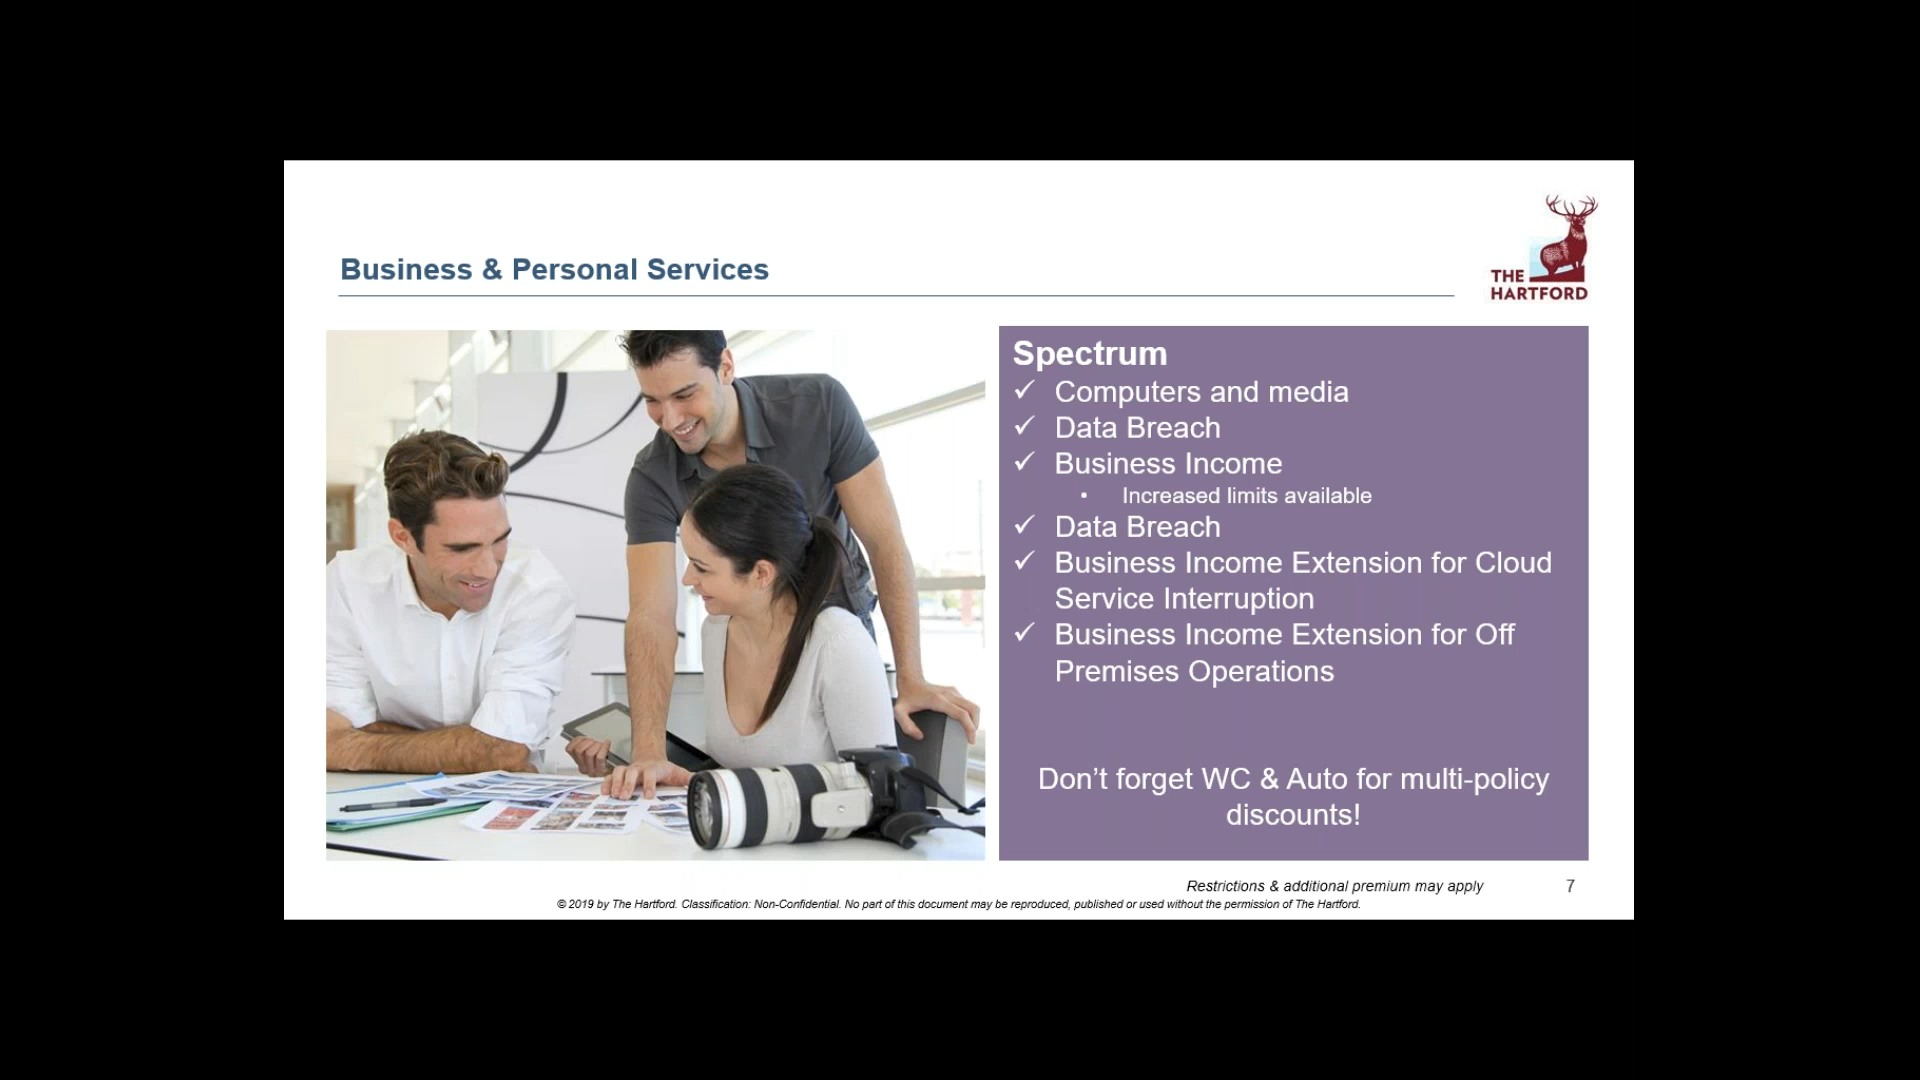 THE
HARTFORD
Business & Personal Services
Spectrum
✓ Computers and media
✓ Data Breach
✓ Business Income
• Increased limits available
✓ Data Breach
✓ Business Income Extension for Cloud
Service Interruption
✓ Business Income Extension for Off
Premises Operations
Don’t forget WC & Auto for multi-policy
discounts!
Restrictions & additional premium may apply
7
© 2019 by The Hartford. Classification: Non-Confidential. No part of this document may be reproduced, published or used without the permission of The Hartford.